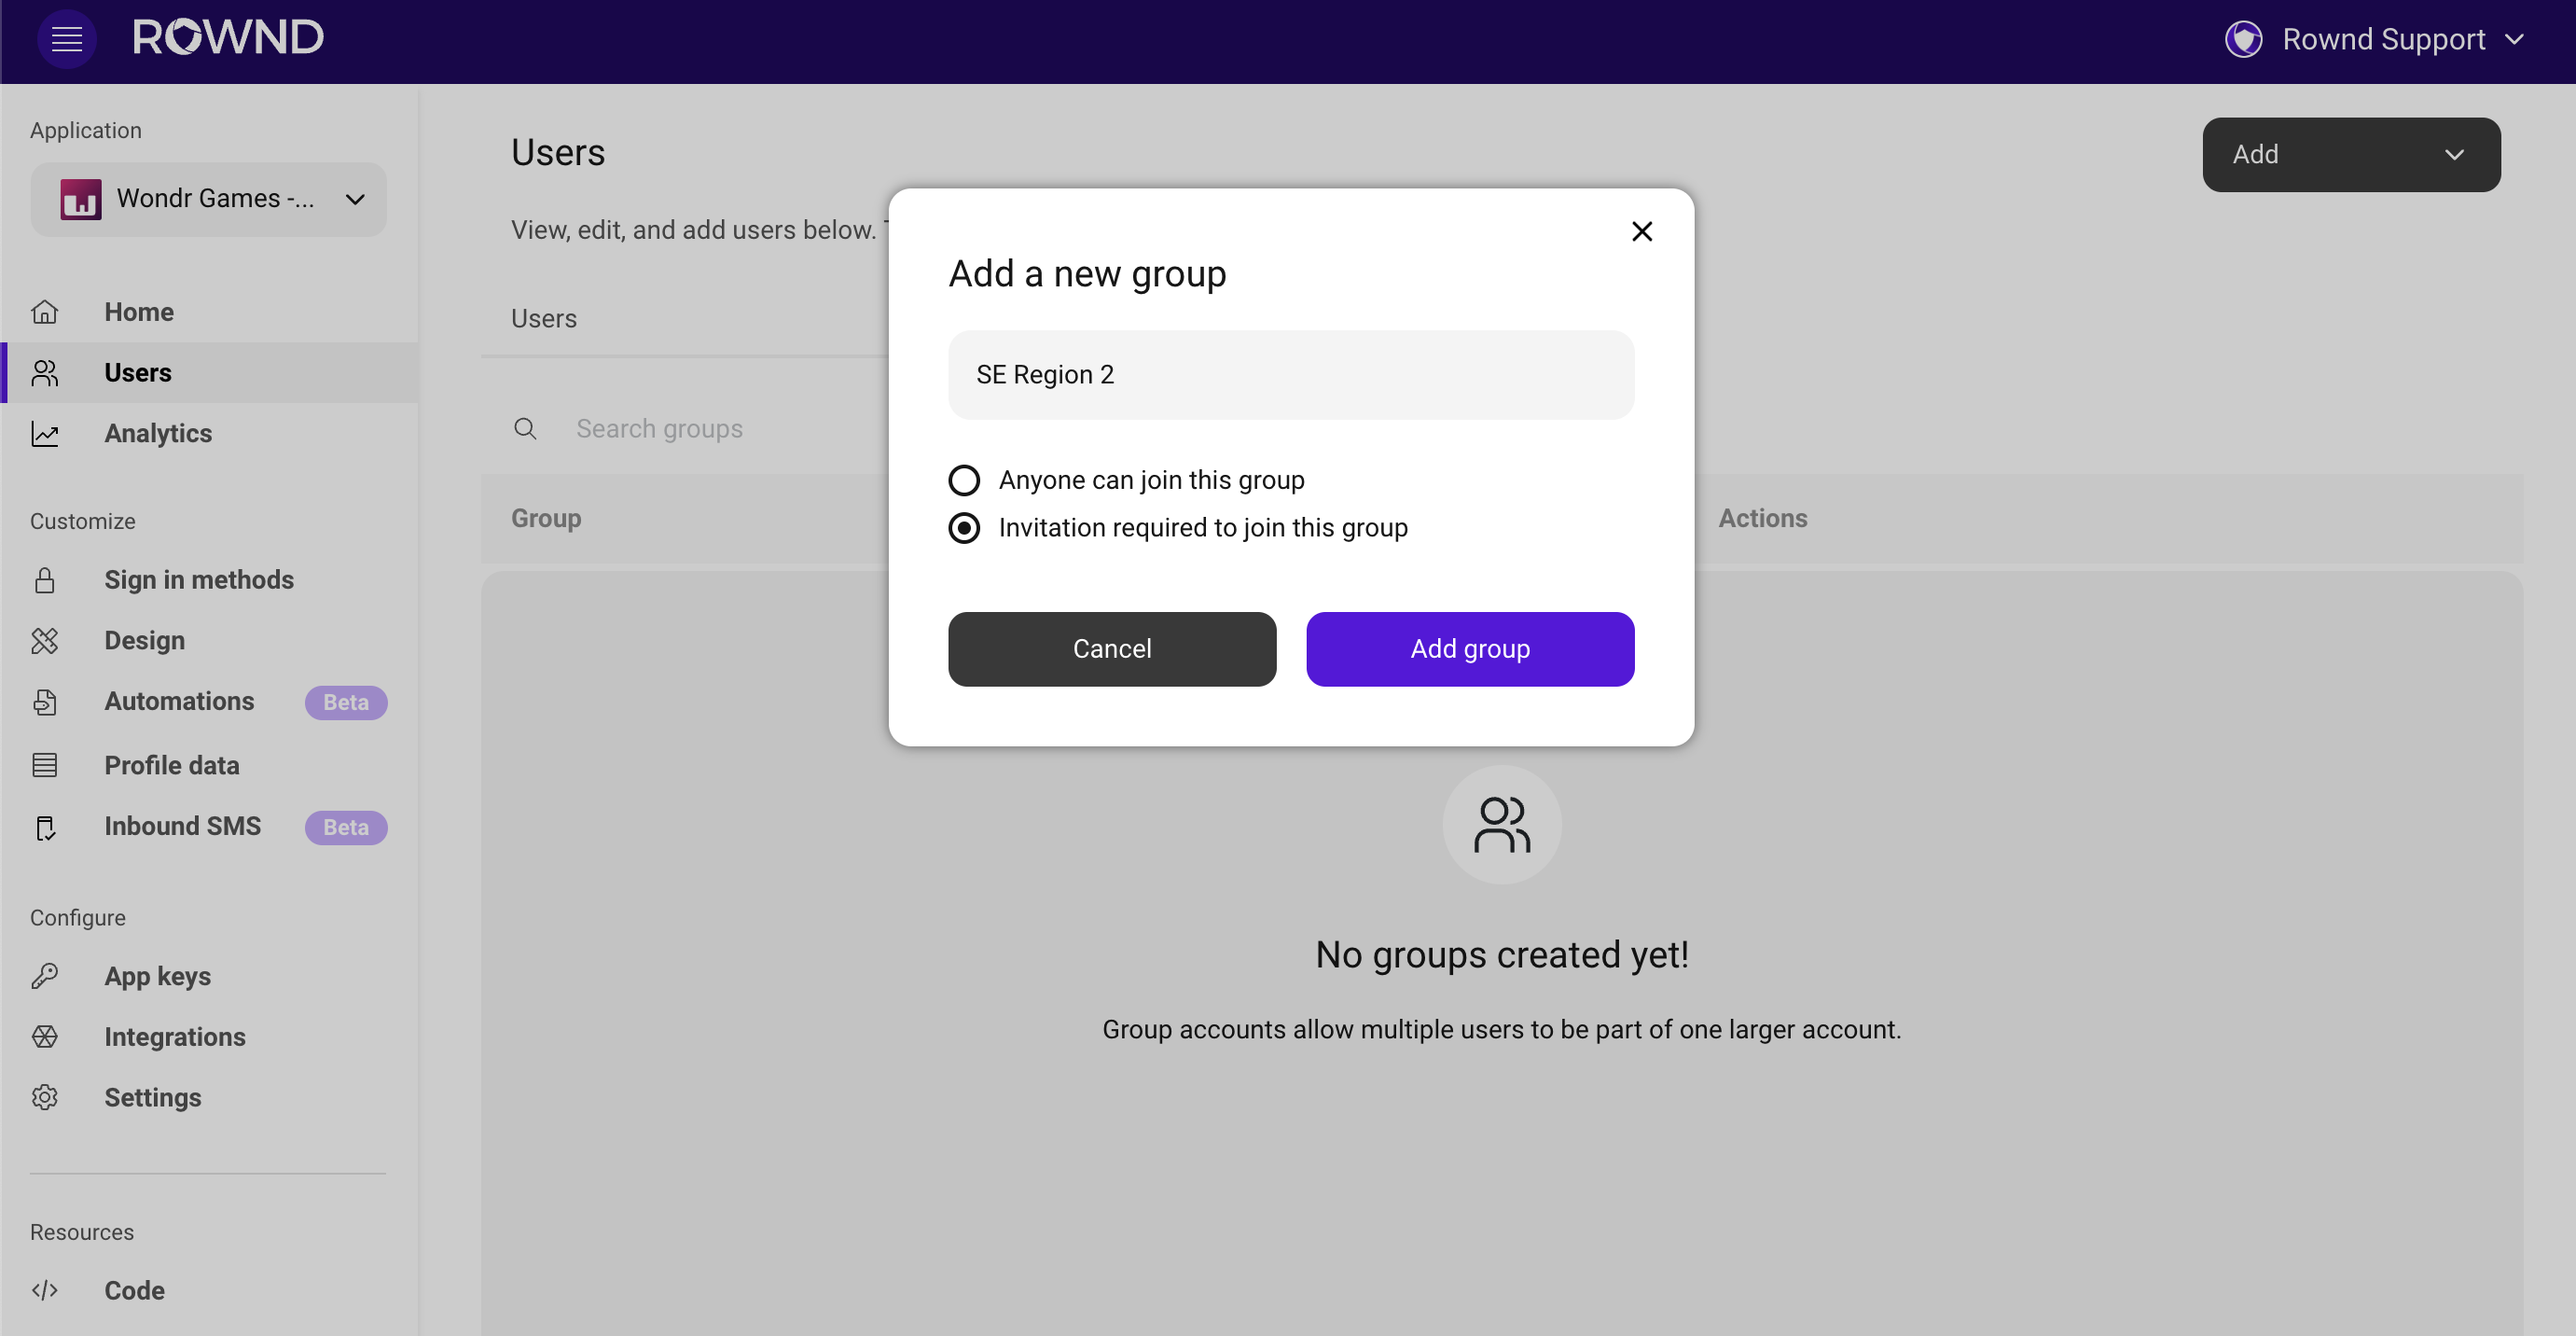 ROWND
Rownd Support
Application
Wondr Games -...
Home
Users
Analytics
Customize
Sign in methods
Design
Automations Beta
Profile data
Inbound SMS Beta
Configure
App keys
Integrations
Settings
Resources
Code
Users
Add
View, edit, and add users below.
Users
Search groups
Group
Actions
Add a new group
SE Region 2
Anyone can join this group
Invitation required to join this group
Cancel
Add group
No groups created yet!
Group accounts allow multiple users to be part of one larger account.